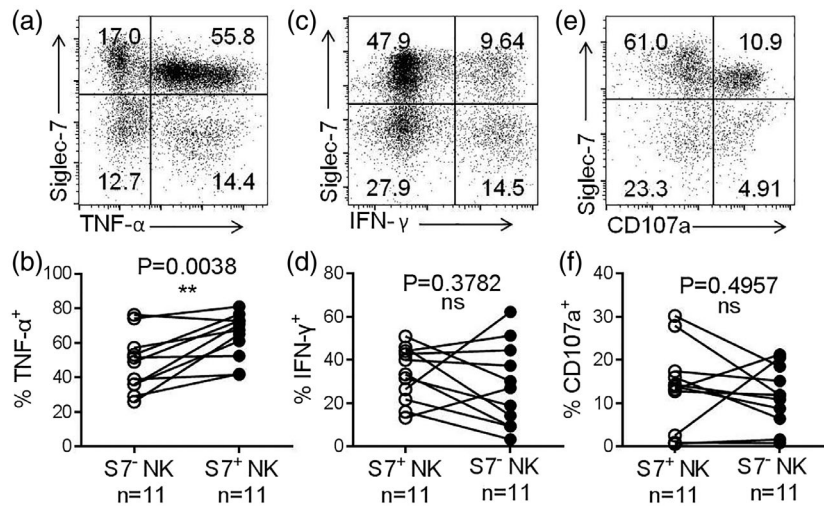 (a)
17.0 55.8
12.7 14.4
Siglec-7
TNF-α
(c)
47.9 9.64
27.9 14.5
Siglec-7
IFN-γ
(e)
61.0 10.9
23.3 4.91
Siglec-7
CD107a
(b)
P=0.0038
**
% TNF-α+
100
80
60
40
20
0
S7⁻ NK S7⁺ NK
n=11 n=11
(d)
P=0.3782
ns
% IFN-γ+
80
60
40
20
0
S7⁺ NK S7⁻ NK
n=11 n=11
(f)
P=0.4957
ns
% CD107a⁺
40
30
20
10
0
S7⁺ NK S7⁻ NK
n=11 n=11